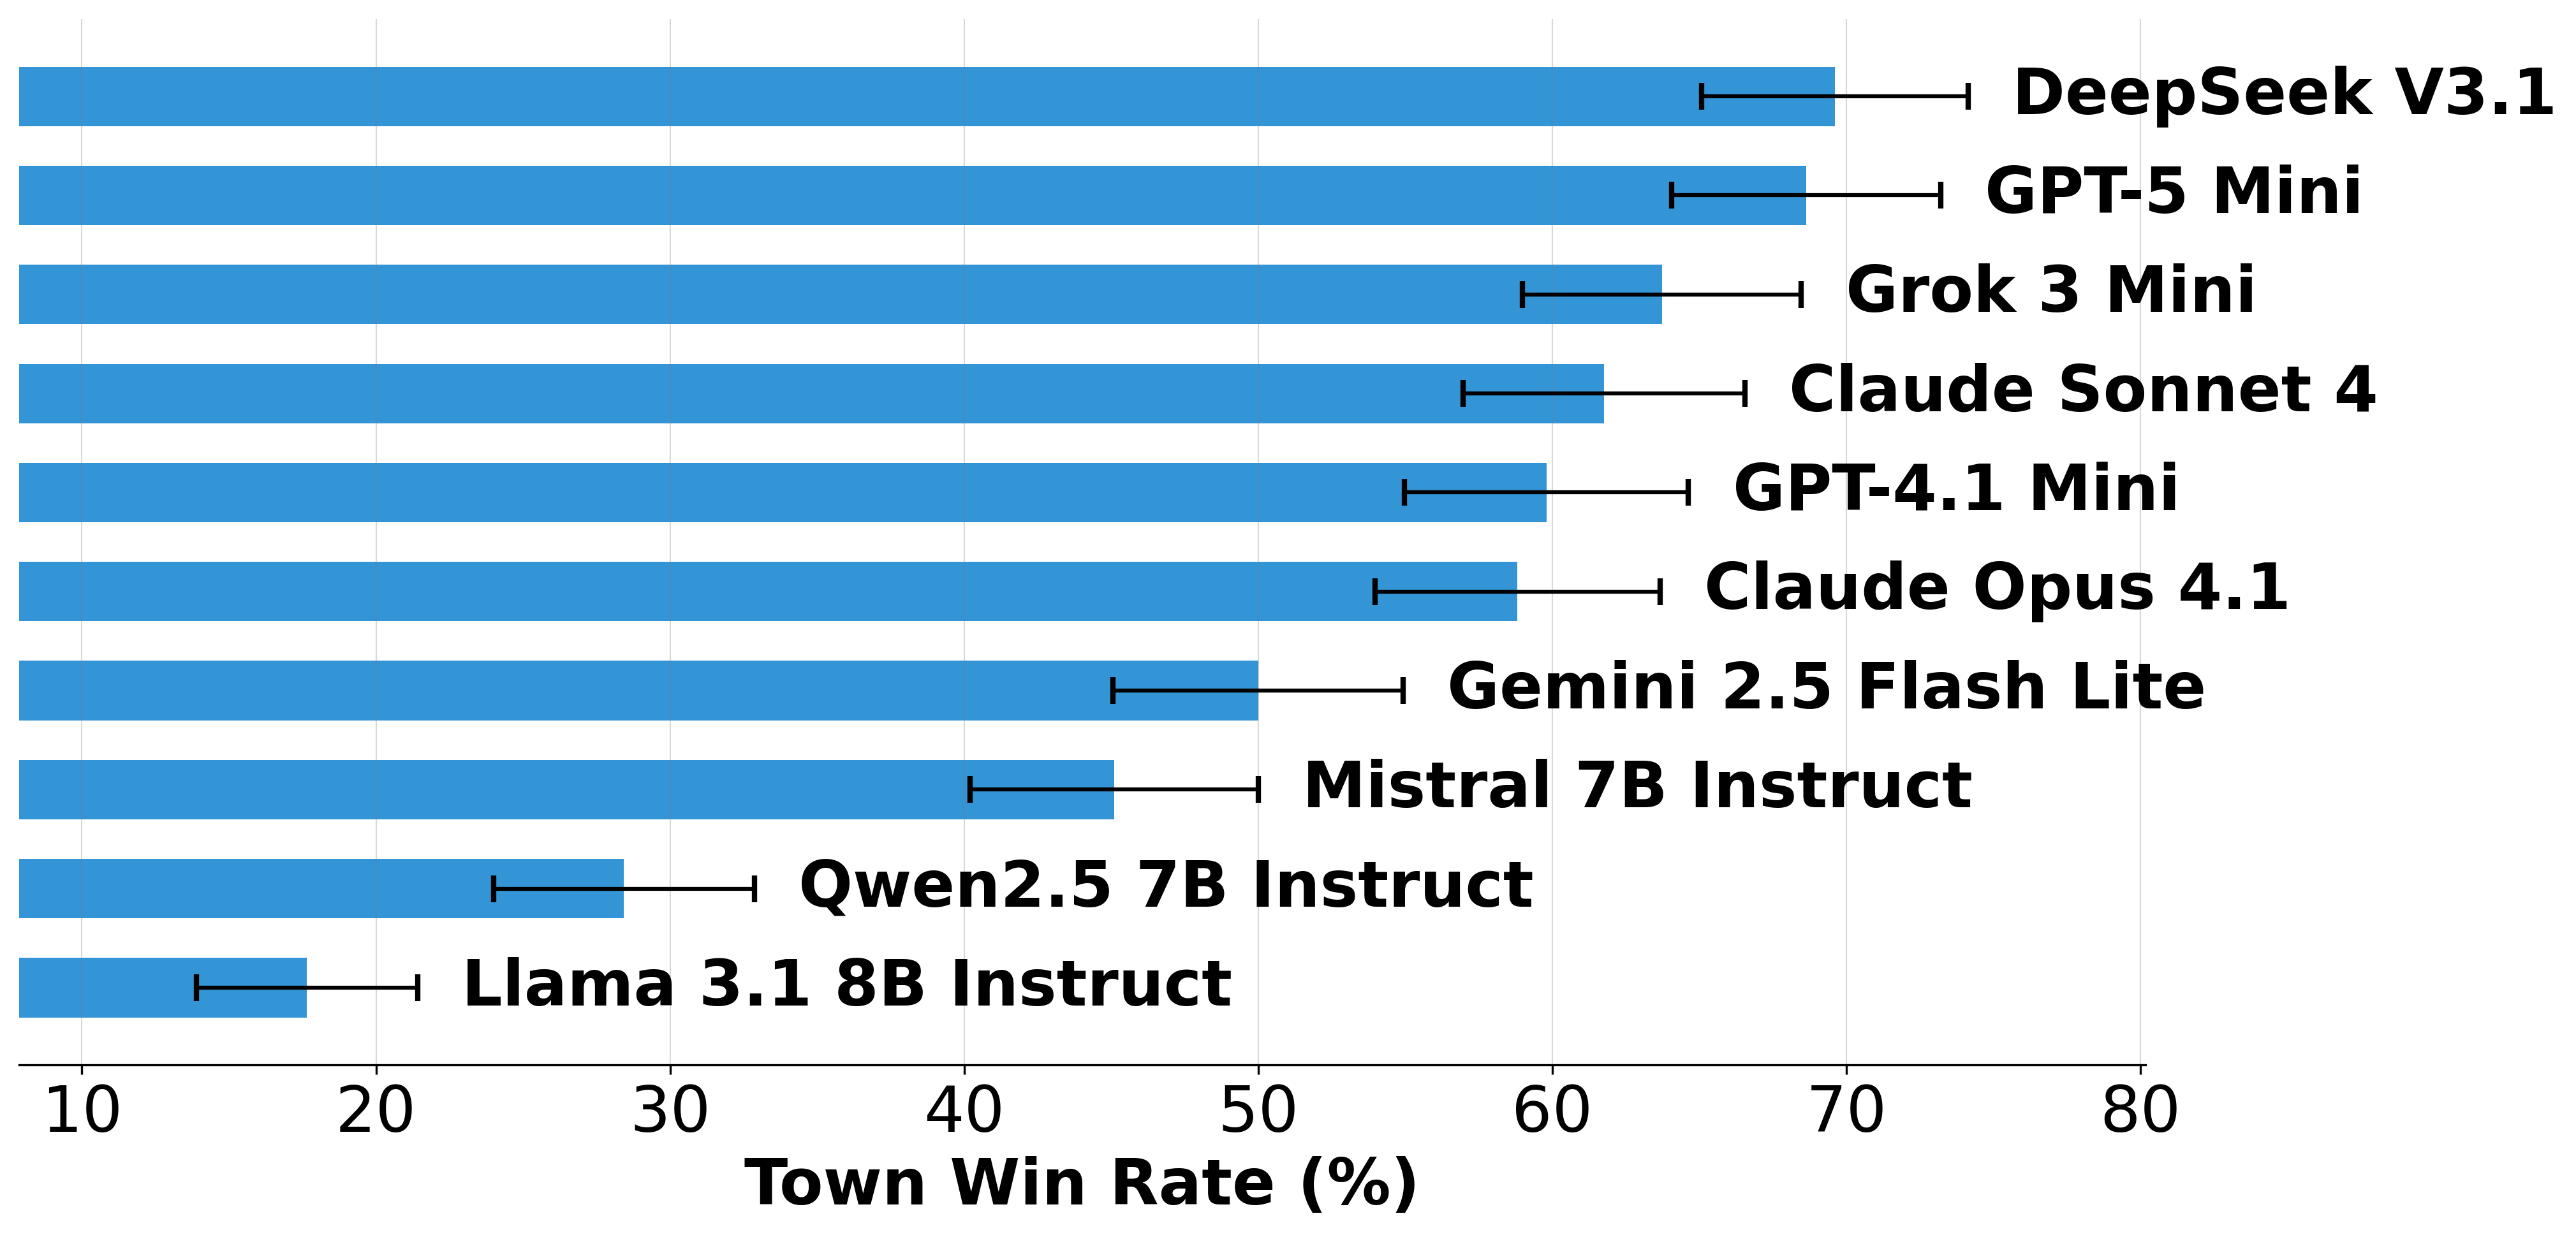 DeepSeek V3.1
GPT-5 Mini
Grok 3 Mini
Claude Sonnet 4
GPT-4.1 Mini
Claude Opus 4.1
Gemini 2.5 Flash Lite
Mistral 7B Instruct
Qwen2.5 7B Instruct
Llama 3.1 8B Instruct
10 20 30 40 50 60 70 80
Town Win Rate (%)